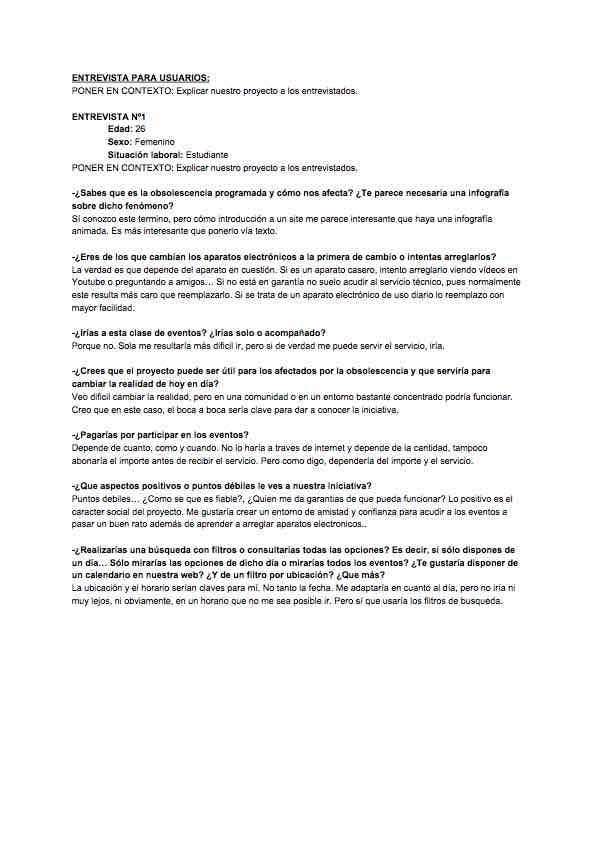 ENTREVISTA PARA USUARIOS:
PONER EN CONTEXTO: Explicar nuestro proyecto a los entrevistados.
ENTREVISTA Nº1
Edad: 26
Sexo: Femenino
Situación laboral: Estudiante
PONER EN CONTEXTO: Explicar nuestro proyecto a los entrevistados.
-¿Sabes que es la obsolescencia programada y cómo nos afecta? ¿Te parece necesaria una infografía
sobre dicho fenómeno?
Sí conozco este termino, pero cómo introducción a un site me parece interesante que haya una infografía
animada. Es más interesante que ponerlo vía texto.
-¿Eres de los que cambian los aparatos electrónicos a la primera de cambio o intentas arreglarlos?
La verdad es que depende del aparato en cuestión. Si es un aparato casero, intento arreglarlo viendo vídeos en
Youtube o preguntando a amigos... Si no está en garantía no suelo acudir al servicio técnico, pues normalmente
este resulta más caro que reemplazarlo. Si se trata de un aparato electrónico de uso diario lo reemplazo con
mayor facilidad.
-¿Irías a esta clase de eventos? ¿Irías solo o acompañado?
Porque no. Sola me resultaría más dificil ir, pero si de verdad me puede servir el servicio, iría.
-¿Crees que el proyecto puede ser útil para los afectados por la obsolescencia y que serviría para
cambiar la realidad de hoy en día?
Veo dificil cambiar la realidad, pero en una comunidad o en un entorno bastante concentrado podría funcionar.
Creo que en este caso, el boca a boca sería clave para dar a conocer la iniciativa.
-¿Pagarías por participar en los eventos?
Depende de cuanto, como y cuando. No lo haría a traves de internet y depende de la cantidad, tampoco
abonaría el importe antes de recibir el servicio. Pero como digo, dependería del importe y el servicio.
-¿Que aspectos positivos o puntos débiles le ves a nuestra iniciativa?
Puntos debiles... ¿Como se que es fiable?, ¿Quien me da garantias de que pueda funcionar? Lo positivo es el
caracter social del proyecto. Me gustaría crear un entorno de amistad y confianza para acudir a los eventos a
pasar un buen rato además de aprender a arreglar aparatos electronicos..
-¿Realizarías una búsqueda con filtros o consultarías todas las opciones? Es decir, si sólo dispones de
un día... Sólo mirarías las opciones de dicho día o mirarías todos los eventos? ¿Te gustaría disponer de
un calendario en nuestra web? ¿Y de un filtro por ubicación? ¿Que más?
La ubicación y el horario serían claves para mí. No tanto la fecha. Me adaptaría en cuanto al día, pero no iría ni
muy lejos, ni obviamente, en un horario que no me sea posible ir. Pero sí que usaría los filtros de busqueda.